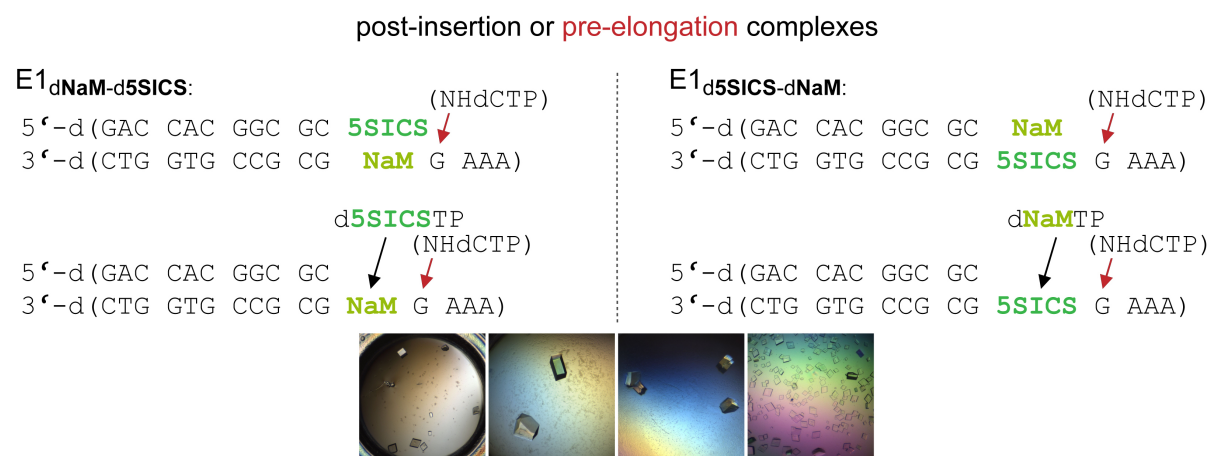 post-insertion or pre-elongation complexes
E1dNaM-d5SICS:
(NHdCTP)
5‘-d(GAC CAC GGC GC 5SICS
3‘-d(CTG GTG CCG CG NaM G AAA)
d5SICSTP
(NHdCTP)
5‘-d(GAC CAC GGC GC
3‘-d(CTG GTG CCG CG NaM G AAA)
E1d5SICS-dNaM:
(NHdCTP)
5‘-d(GAC CAC GGC GC NaM
3‘-d(CTG GTG CCG CG 5SICS G AAA)
dNaMTP
(NHdCTP)
5‘-d(GAC CAC GGC GC
3‘-d(CTG GTG CCG CG 5SICS G AAA)